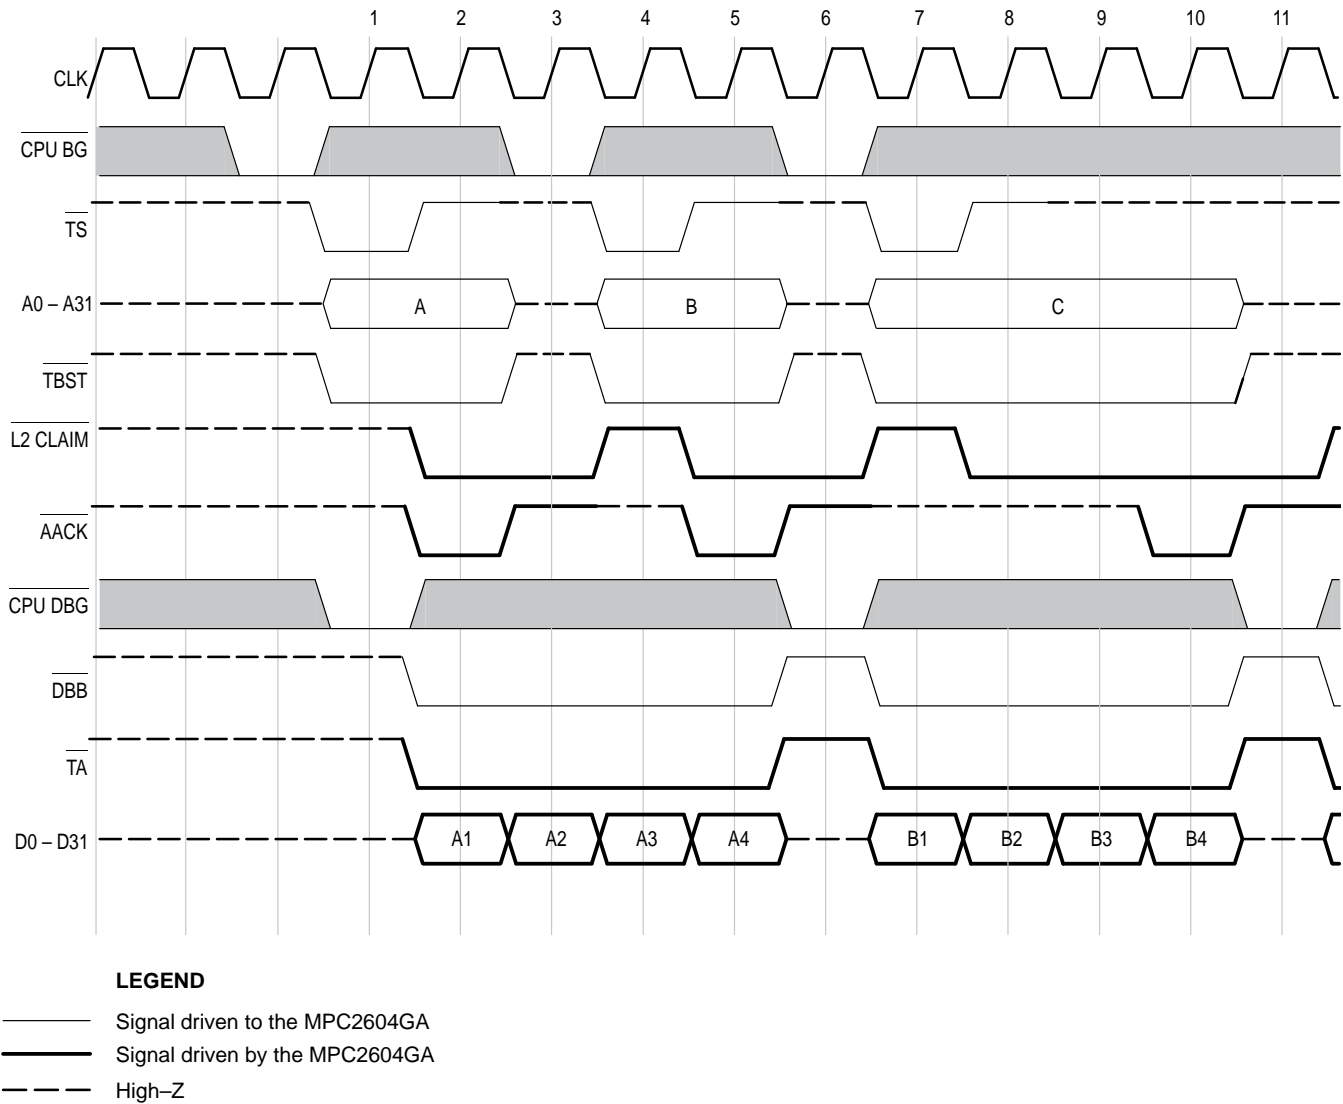 1 2 3 4 5 6 7 8 9 10 11
CLK
CPU BG
TS
A0 – A31 A B C
TBST
L2 CLAIM
AACK
CPU DBG
DBB
TA
D0 – D31 A1 A2 A3 A4 B1 B2 B3 B4
LEGEND
Signal driven to the MPC2604GA
Signal driven by the MPC2604GA
High–Z